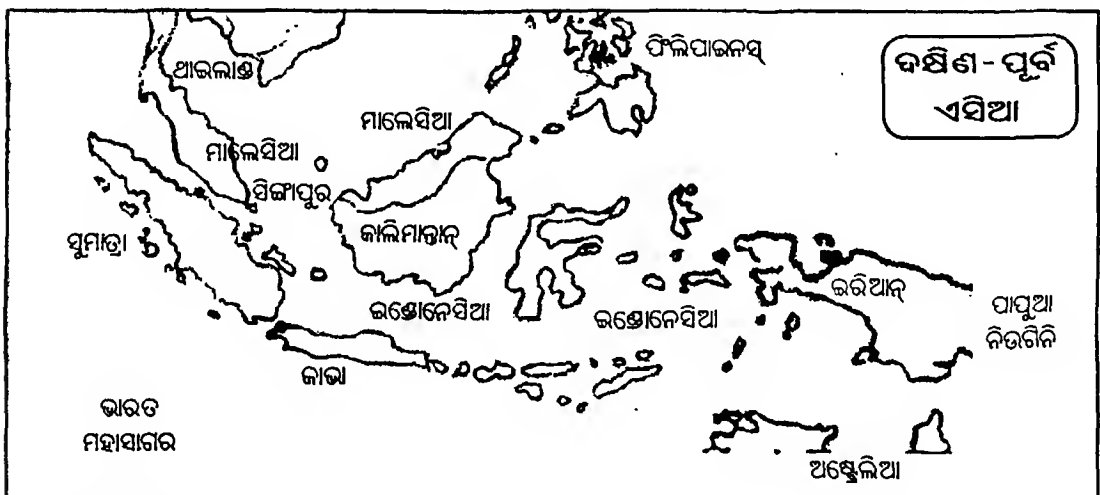 ଫିଲିପାଇନସ୍
ଦକ୍ଷିଣ - ପୂର୍ବ
ଏସିଆ
ଥାଇଲାଣ୍ଡ
ମାଲେସିଆ
ମାଲେସିଆ
ସିଙ୍ଗାପୁର
ସୁମାତ୍ରା
କାଲିମାନ୍ତାନ୍
ଇଣ୍ଡୋନେସିଆ
ଇଣ୍ଡୋନେସିଆ
ଇରିଆନ୍
ପାପୁଆ
ନିଉଗିନି
ଜାଭା
ଭାରତ
ମହାସାଗର
ଅଷ୍ଟ୍ରେଲିଆ